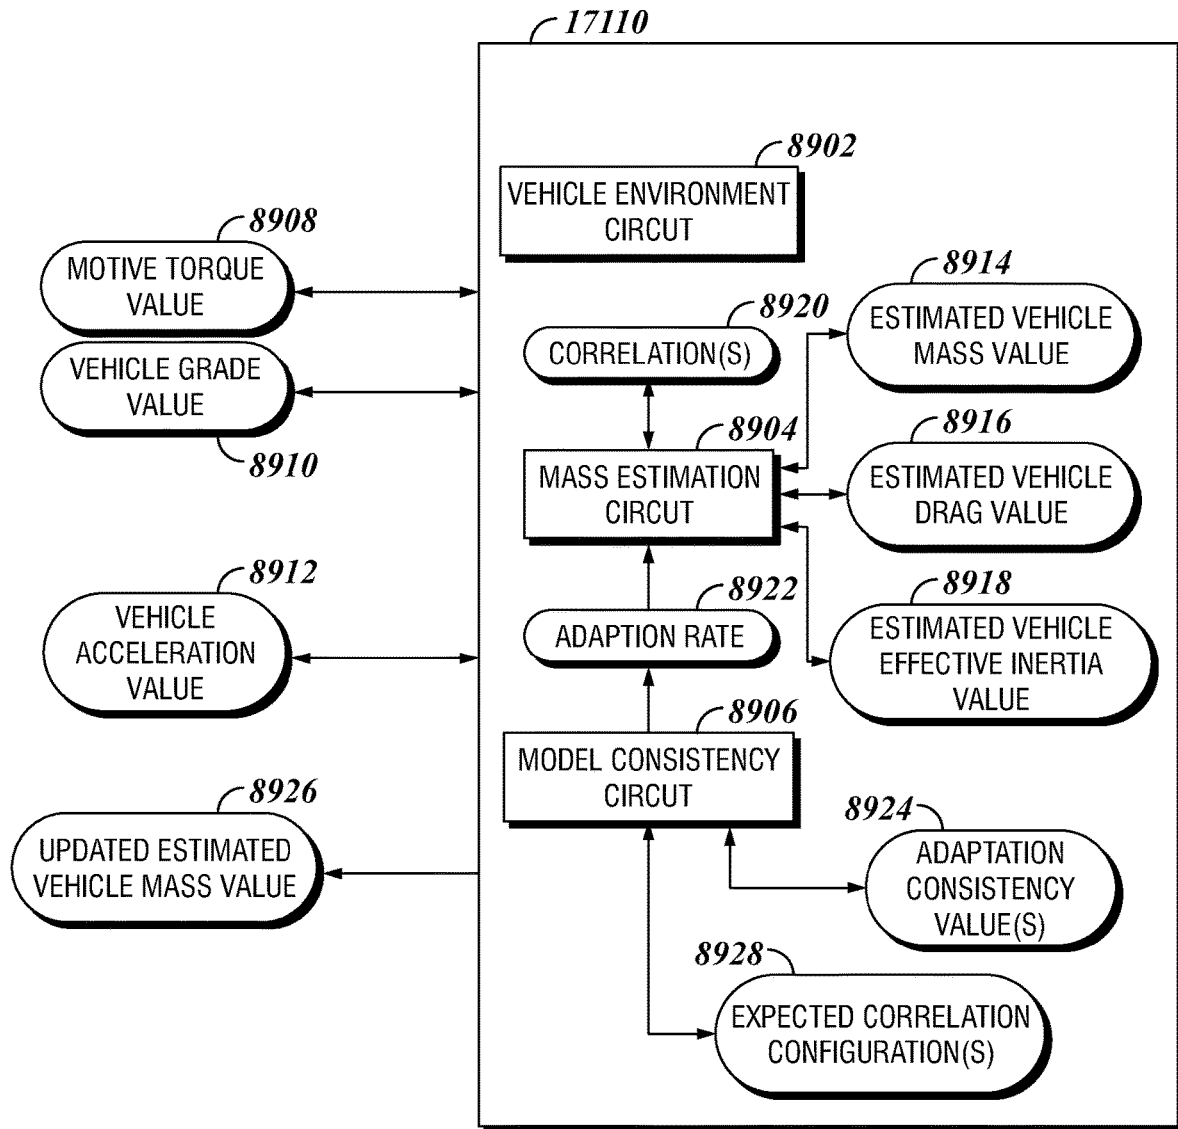 17110
8902
VEHICLE ENVIRONMENT
CIRCUT
8908
MOTIVE TORQUE
VALUE
VEHICLE GRADE
VALUE
8910
8920
CORRELATION(S)
8914
ESTIMATED VEHICLE
MASS VALUE
8904
MASS ESTIMATION
CIRCUT
8916
ESTIMATED VEHICLE
DRAG VALUE
8912
VEHICLE
ACCELERATION
VALUE
8922
ADAPTION RATE
8918
ESTIMATED VEHICLE
EFFECTIVE INERTIA
VALUE
8906
MODEL CONSISTENCY
CIRCUT
8926
UPDATED ESTIMATED
VEHICLE MASS VALUE
8924
ADAPTATION
CONSISTENCY
VALUE(S)
8928
EXPECTED CORRELATION
CONFIGURATION(S)